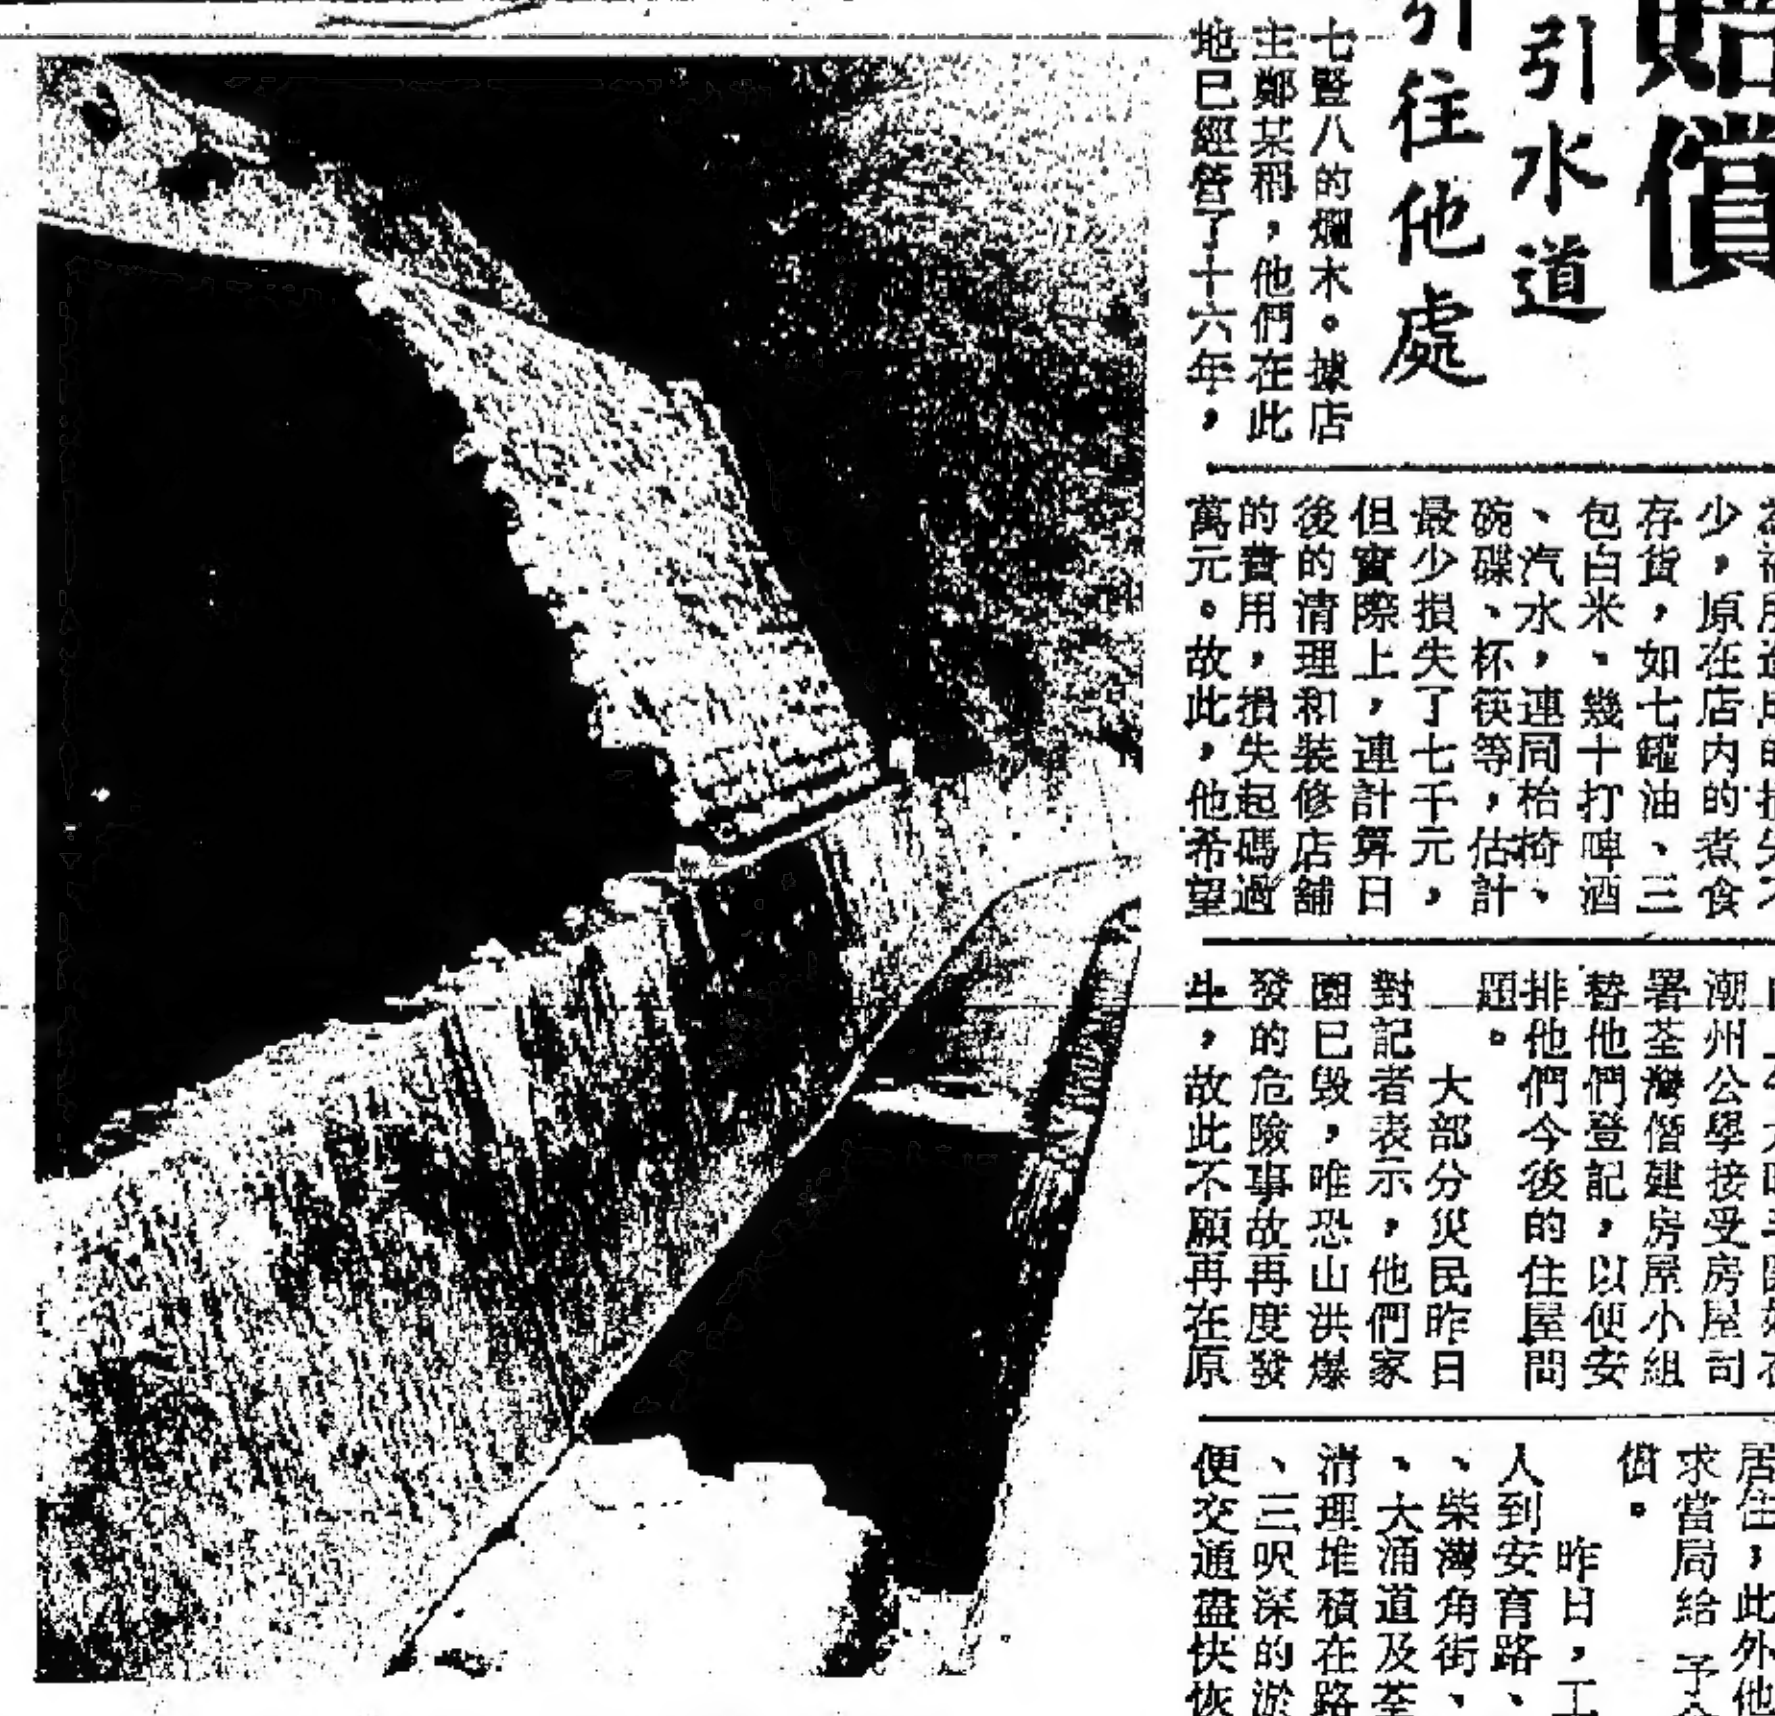 賠償
引水道
引往他處
七豎八的爛木。據店
主鄭某稱，他們在此
地已經營了十六年，
少，原在店內的煮食
存貨，如七罐油、三
包白米、幾十打啤酒
、汽水，連同枱椅、
碗碟、杯筷等，估計
最少損失了七千元，
但實際上，連計算日
後的清理和裝修店舖
的費用，損失起碼過
萬元。故此，他希望
潮州公學接受房屋司
署荃灣僭建房屋小組
替他們登記，以便安
排他們今後的住屋問
題。
大部分災民昨日
對記者表示，他們家
園已毀，唯恐山洪爆
發的危險事故再度發
生，故此不願再在原
居住，此外他
求當局給予
償。
昨日，工
人到安育路、
、柴灣角街、
、大涌道及荃
清理堆積在路
、三呎深的淤
便交通盡快恢